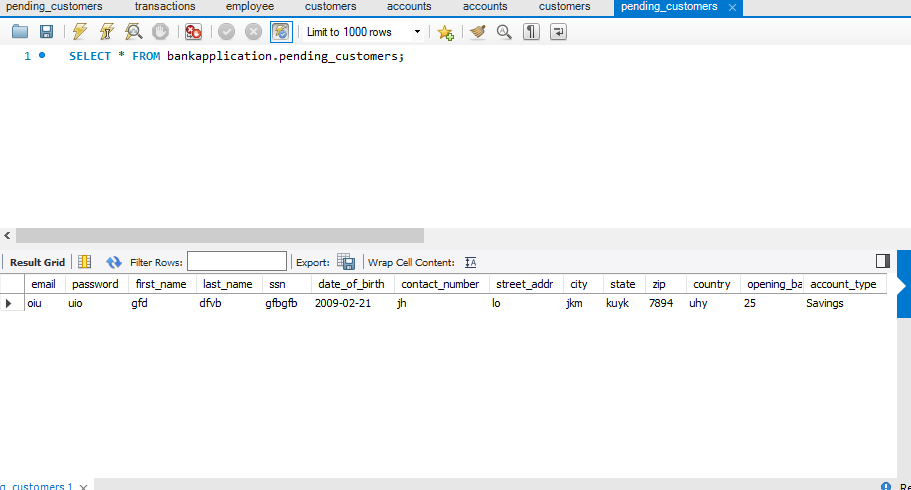 pending_customers transactions employee customers accounts accounts customers pending_customers
Limit to 1000 rows
1 SELECT * FROM bankapplication.pending_customers;
Result Grid Filter Rows: Export: Wrap Cell Content:
email password first_name last_name ssn date_of_birth contact_number street_addr city state zip country opening_ba account_type
oiu uio gfd dfvb gfbgfb 2009-02-21 jh lo jkm kuyk 7894 uhy 25 Savings
g_customers 1
Re